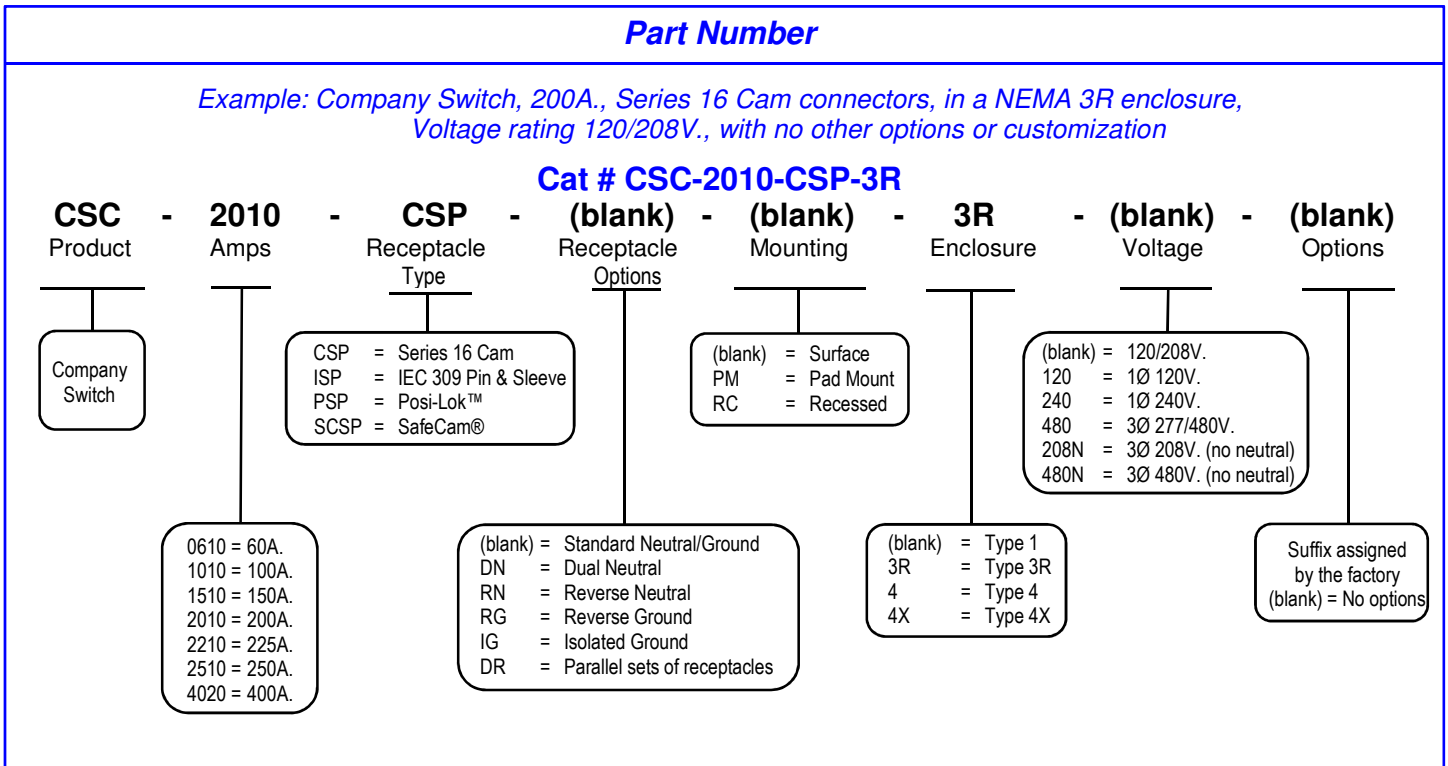 Part Number
Example: Company Switch, 200A., Series 16 Cam connectors, in a NEMA 3R enclosure,
Voltage rating 120/208V., with no other options or customization
Cat # CSC-2010-CSP-3R
CSC - 2010 - CSP - (blank) - (blank) - 3R - (blank) - (blank)
Product Amps Receptacle Receptacle Mounting Enclosure Voltage Options
Type Options
Company
Switch
CSP = Series 16 Cam
ISP = IEC 309 Pin & Sleeve
PSP = Posi-Lok™
SCSP = SafeCam®
(blank) = Surface
PM = Pad Mount
RC = Recessed
(blank) = 120/208V.
120 = 1Ø 120V.
240 = 1Ø 240V.
480 = 3Ø 277/480V.
208N = 3Ø 208V. (no neutral)
480N = 3Ø 480V. (no neutral)
0610 = 60A.
1010 = 100A.
1510 = 150A.
2010 = 200A.
2210 = 225A.
2510 = 250A.
4020 = 400A.
(blank) = Standard Neutral/Ground
DN = Dual Neutral
RN = Reverse Neutral
RG = Reverse Ground
IG = Isolated Ground
DR = Parallel sets of receptacles
(blank) = Type 1
3R = Type 3R
4 = Type 4
4X = Type 4X
Suffix assigned
by the factory
(blank) = No options